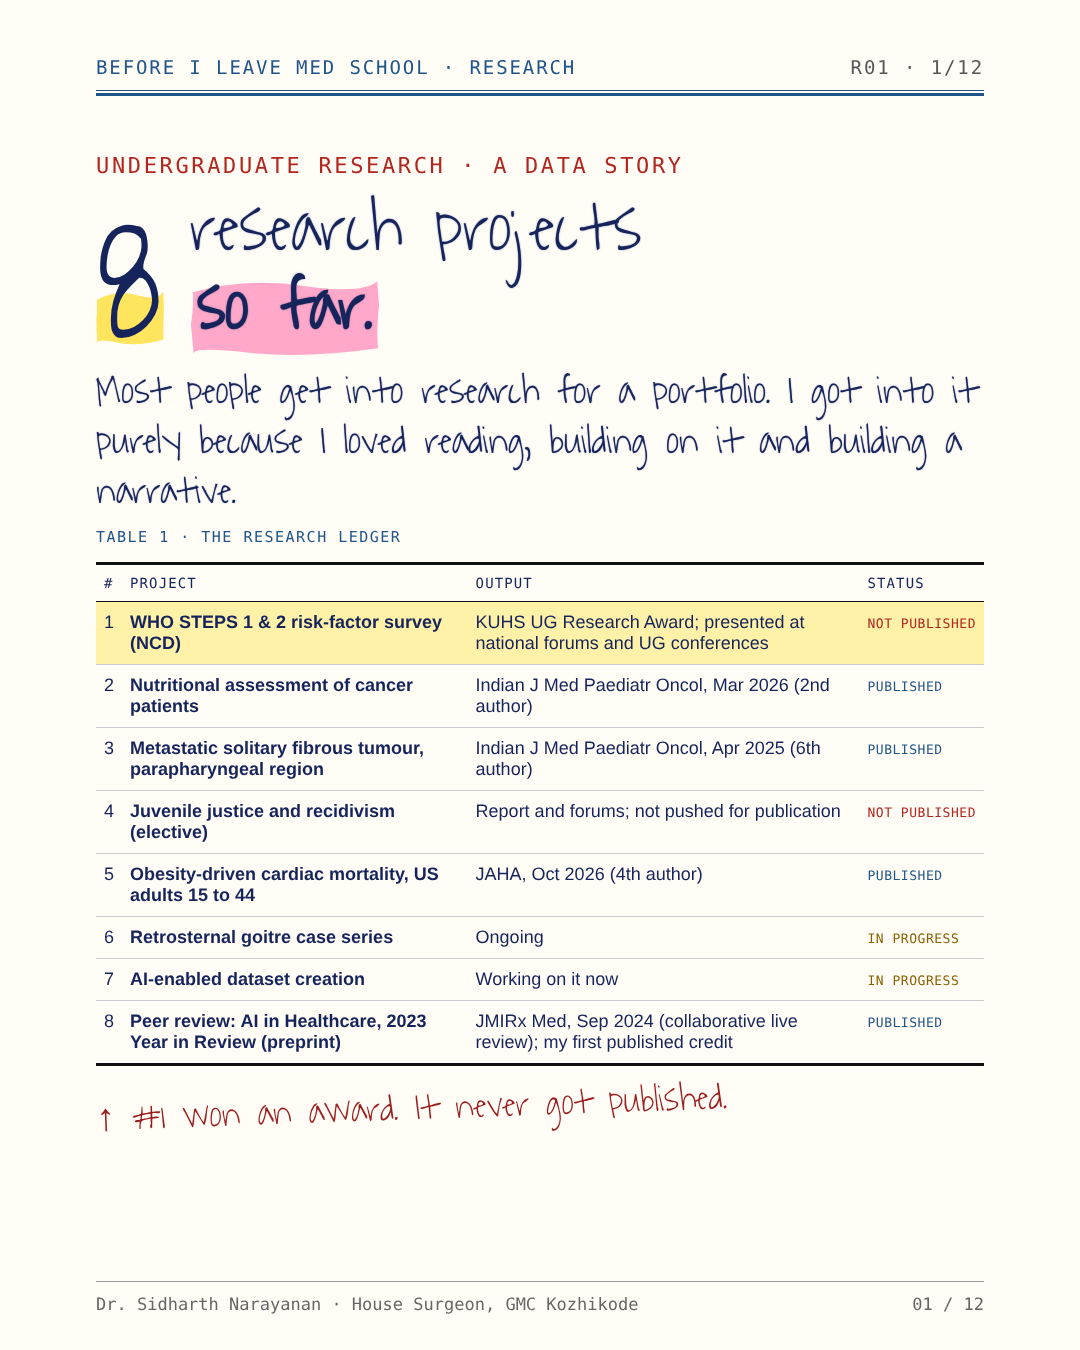 BEFORE I LEAVE MED SCHOOL · RESEARCH
R01 · 1/12
UNDERGRADUATE RESEARCH · A DATA STORY
8 research projects
so far.
Most people get into research for a portfolio. I got into it
purely because I loved reading, building on it and building a
narrative.
TABLE 1 · THE RESEARCH LEDGER
# PROJECT OUTPUT STATUS
1 WHO STEPS 1 & 2 risk-factor survey KUHS UG Research Award; presented at NOT PUBLISHED
(NCD) national forums and UG conferences
2 Nutritional assessment of cancer Indian J Med Paediatr Oncol, Mar 2026 (2nd PUBLISHED
patients author)
3 Metastatic solitary fibrous tumour, Indian J Med Paediatr Oncol, Apr 2025 (6th PUBLISHED
parapharyngeal region author)
4 Juvenile justice and recidivism Report and forums; not pushed for publication NOT PUBLISHED
(elective)
5 Obesity-driven cardiac mortality, US JAHA, Oct 2026 (4th author) PUBLISHED
adults 15 to 44
6 Retrosternal goitre case series Ongoing IN PROGRESS
7 AI-enabled dataset creation Working on it now IN PROGRESS
8 Peer review: AI in Healthcare, 2023 JMIRx Med, Sep 2024 (collaborative live PUBLISHED
Year in Review (preprint) review); my first published credit
↑ #1 won an award. It never got published.
Dr. Sidharth Narayanan · House Surgeon, GMC Kozhikode
01 / 12